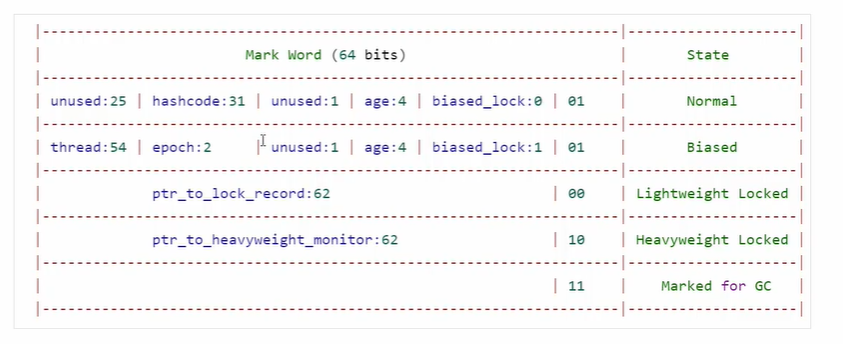 |--------------------------------------------------------------------|--------------------|
| Mark Word (64 bits) | State |
|--------------------------------------------------------------------|--------------------|
| unused:25 | hashcode:31 | unused:1 | age:4 | biased_lock:0 | 01 | Normal |
|--------------------------------------------------------------------|--------------------|
| thread:54 | epoch:2 | unused:1 | age:4 | biased_lock:1 | 01 | Biased |
|--------------------------------------------------------------------|--------------------|
| ptr_to_lock_record:62 | 00 | Lightweight Locked |
|--------------------------------------------------------------------|--------------------|
| ptr_to_heavyweight_monitor:62 | 10 | Heavyweight Locked |
|--------------------------------------------------------------------|--------------------|
| | 11 | Marked for GC |
|--------------------------------------------------------------------|--------------------|